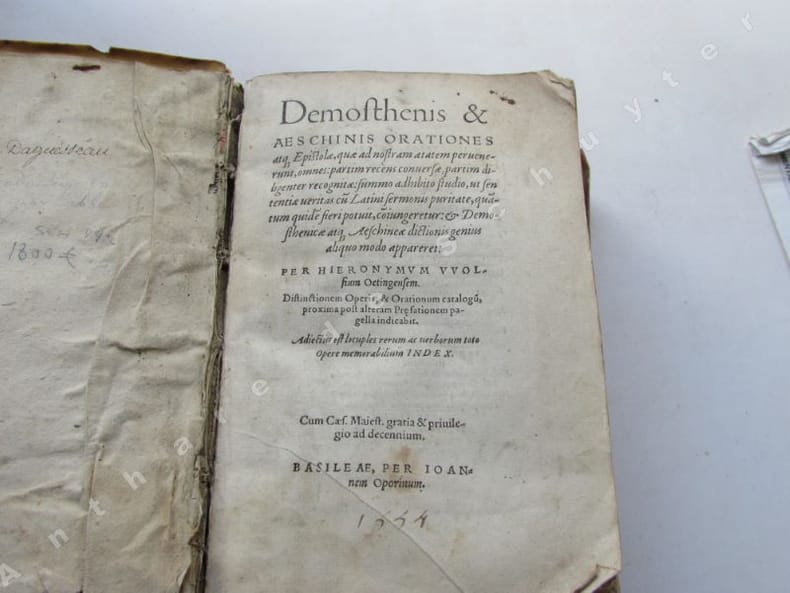 Daguesseau
1800 €
Demosthenis &
AESCHINIS ORATIONES
atq; Epistolæ, quæ ad nostram ætatem peruene-
runt, omnes: partim recens conuersæ, partim di-
ligenter recognitæ: summo adhibito studio, ut sen
tentiæ ueritas cũ Latini sermonis puritate, quã
tum quidẽ fieri potuit, cõiungeretur: & Demo-
sthenicæ atq; Aeschineæ dictionis genius
aliquo modo appareret:
PER HIERONYMVM VVOL-
fium Oetingensem.
Distinctionem Operis, & Orationum catalogũ,
proxima post alteram Præfationem pa-
gella indicabit.
Adiectus est locuples rerum ac uerborum toto
Opere memorabilium INDEX.
Cum Cæs. Maiest. gratia & priuile-
gio ad decennium.
BASILEAE, PER IOAN-
nem Oporinum.
1554